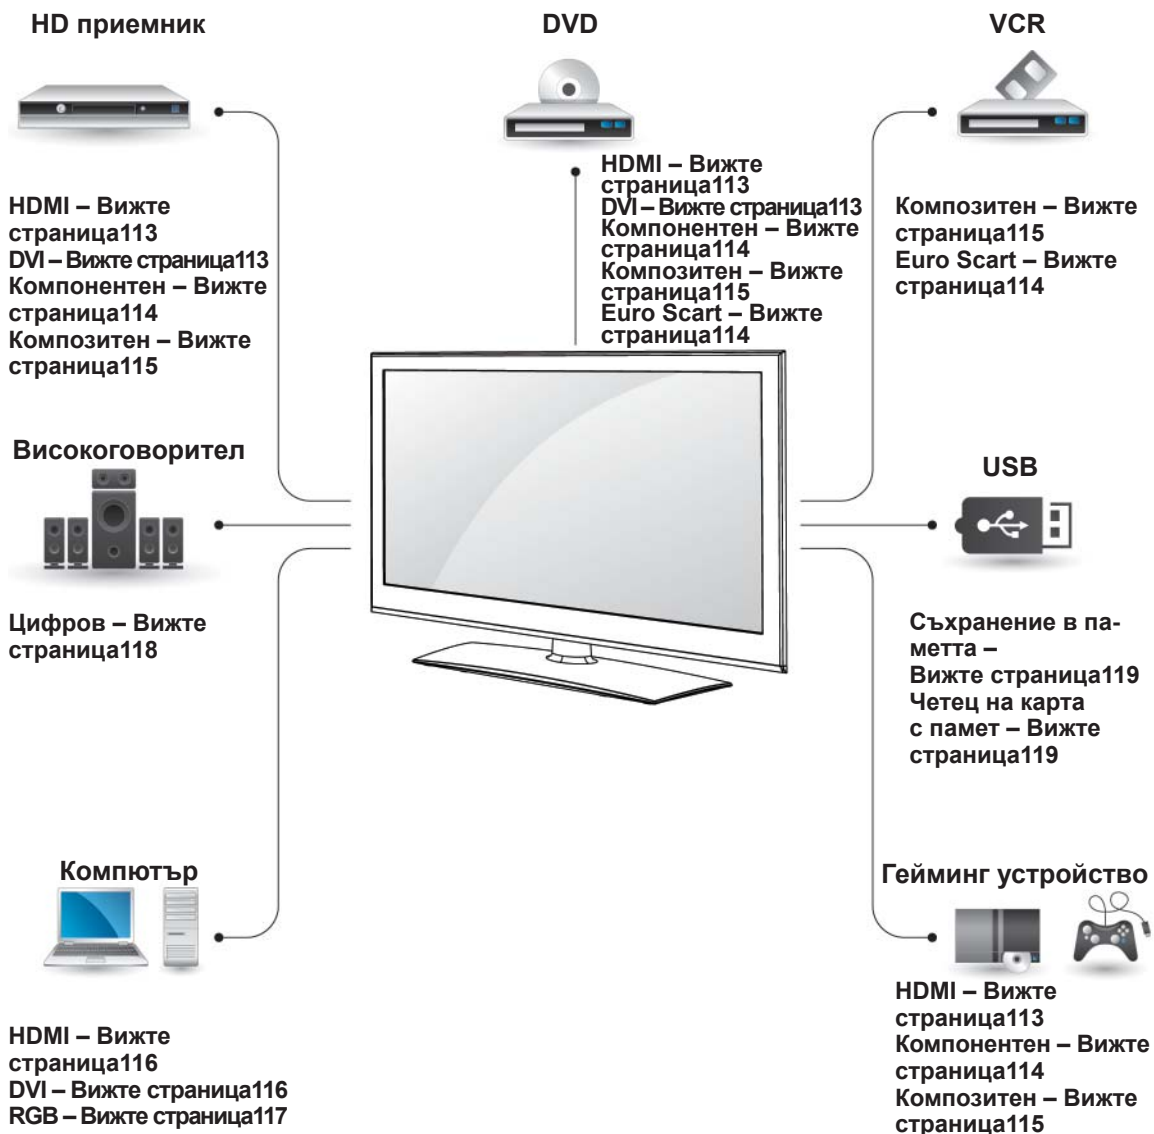 HD приемник
HDMI – Вижте
страница113
DVI – Вижте страница113
Компонентен – Вижте
страница114
Композитен – Вижте
страница115
DVD
HDMI – Вижте
страница113
DVI – Вижте страница113
Компонентен – Вижте
страница114
Композитен – Вижте
страница115
Euro Scart – Вижте
страница114
VCR
Композитен – Вижте
страница115
Euro Scart – Вижте
страница114
Високоговорител
Цифров – Вижте
страница118
USB
Съхранение в па-
метта –
Вижте страница119
Четец на карта
с памет – Вижте
страница119
Компютър
HDMI – Вижте
страница116
DVI – Вижте страница116
RGB – Вижте страница117
Гейминг устройство
HDMI – Вижте
страница113
Компонентен – Вижте
страница114
Композитен – Вижте
страница115